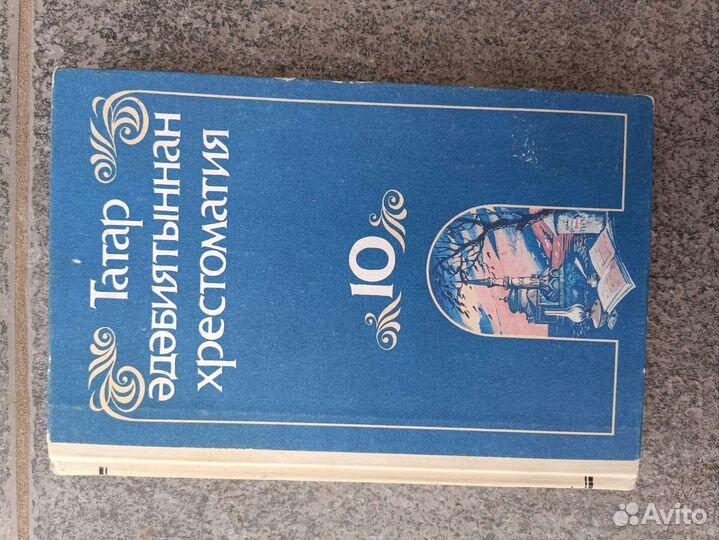 Татар
әдәбиятыннан
хрестоматия
10
Avito